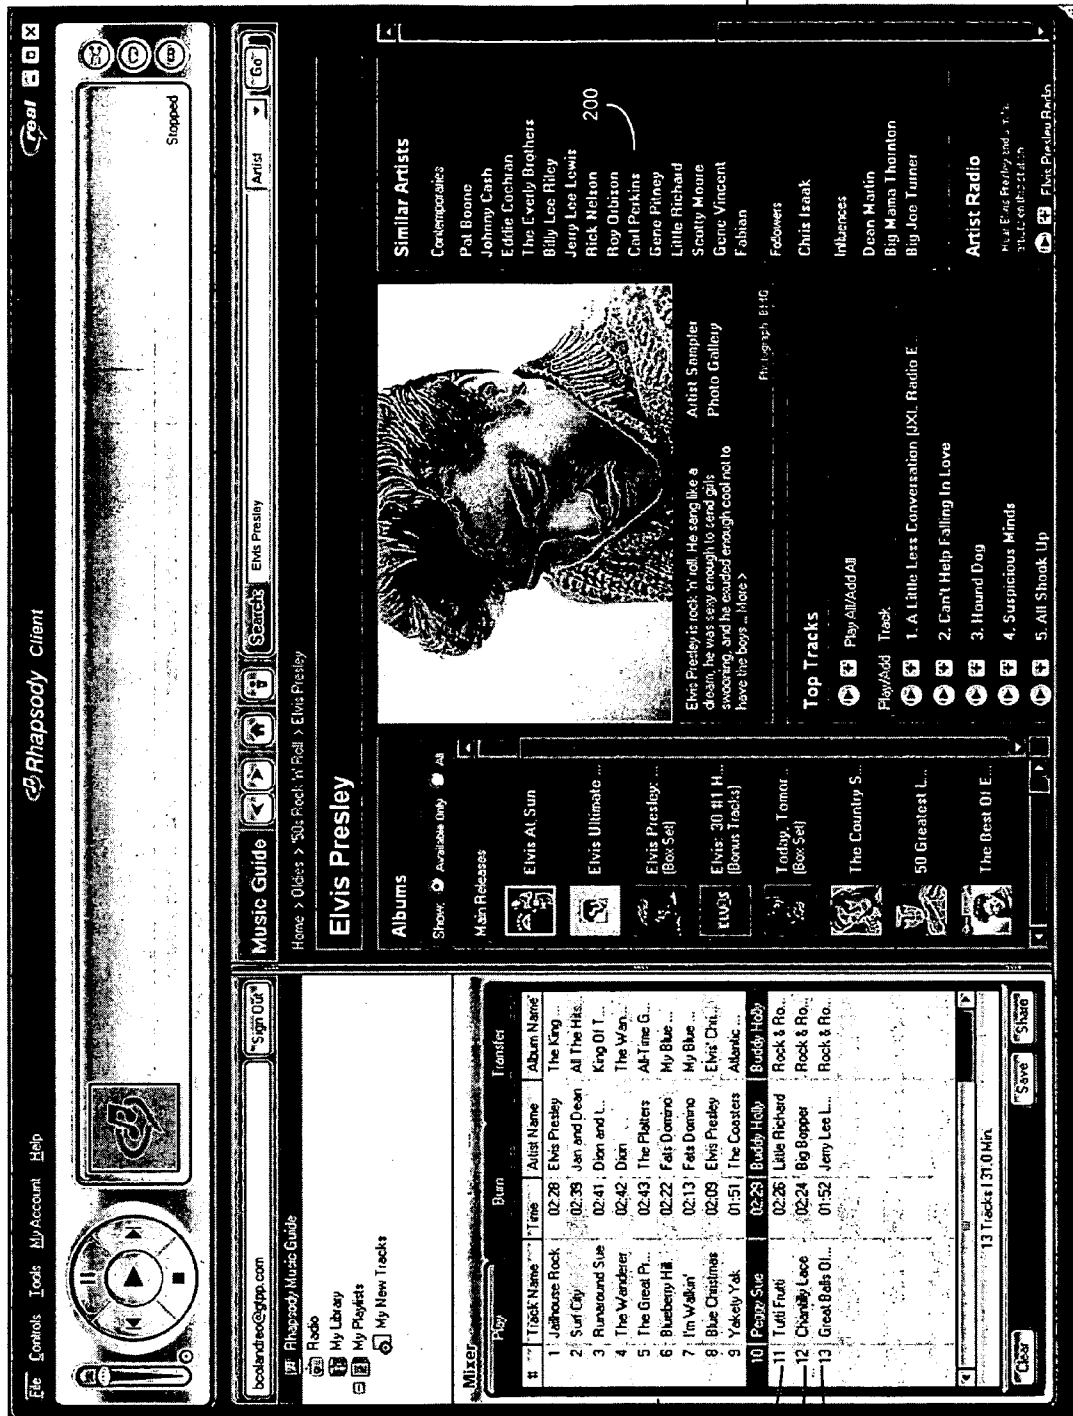 Rhapsody Client
real
File Controls Tools My Account Help
Stopped
bcolandreo@gtpp.com
Sign Out
Rhapsody Music Guide
Radio
My Library
My Playlists
My New Tracks
Mixer
Play Burn Transfer
# Track Name Time Artist Name Album Name
1 Jailhouse Rock 02:28 Elvis Presley The King ...
2 Surf City 02:39 Jan and Dean All The Hits...
3 Runaround Sue 02:41 Dion and L... King Of T...
4 The Wanderer 02:42 Dion The Wan...
5 The Great Pr... 02:43 The Platters All-Time G...
6 Blueberry Hill 02:22 Fats Domino My Blue ...
7 I'm Walkin' 02:13 Fats Domino My Blue ...
8 Blue Christmas 02:09 Elvis Presley Elvis' Chri...
9 Yakety Yak 01:51 The Coasters Atlantic ...
10 Peggy Sue 02:29 Buddy Holly Buddy Holly
11 Tutti Frutti 02:26 Little Richard Rock & Ro...
12 Chantilly Lace 02:24 Big Bopper Rock & Ro...
13 Great Balls Of... 01:52 Jerry Lee L... Rock & Ro...
13 Tracks | 31.0 Min.
Clear Save Share
Music Guide
Search: Elvis Presley Artist Go
Home > Oldies > '50s Rock 'n' Roll > Elvis Presley
Elvis Presley
Albums
Show: Available Only All
Main Releases
Elvis At Sun
Elvis Ultimate ...
Elvis Presley...
(Box Set)
Elvis: 30 #1 H...
(Bonus Tracks)
Today, Tomor...
(Box Set)
The Country S...
50 Greatest L...
The Best Of E...
Elvis Presley is rock 'n' roll. He sang like a
dream, he was sexy enough to send girls
swooning, and he exuded enough cool not to
have the boys ... More >
Artist Sampler
Photo Gallery
Photograph: BMG
Top Tracks
Play All/Add All
Play/Add Track
1. A Little Less Conversation [JXL Radio E...
2. Can't Help Falling In Love
3. Hound Dog
4. Suspicious Minds
5. All Shook Up
Similar Artists
Contemporaries
Pat Boone
Johnny Cash
Eddie Cochran
The Everly Brothers
Billy Lee Riley
Jerry Lee Lewis
Rick Nelson
Roy Orbison
Carl Perkins
Gene Pitney
Little Richard
Scotty Moore
Gene Vincent
Fabian
200
Followers
Chris Isaak
Influences
Dean Martin
Big Mama Thornton
Big Joe Turner
Artist Radio
Hear Elvis Presley and similar
artists on this station
Elvis Presley Radio